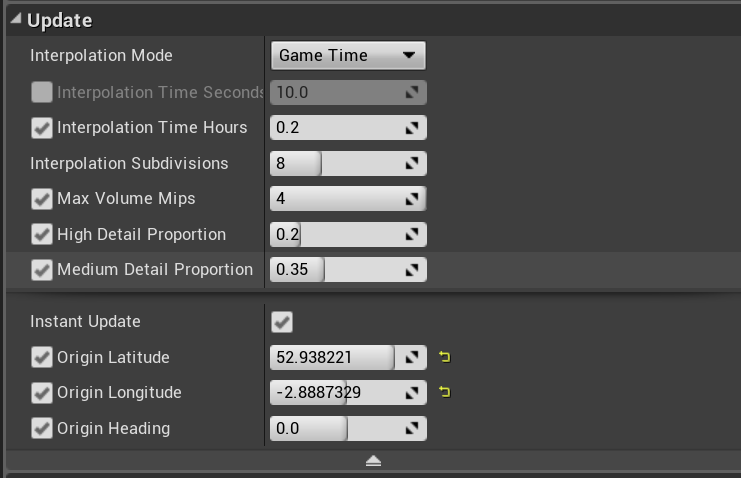 Update
Interpolation Mode Game Time
Interpolation Time Seconds 10.0
Interpolation Time Hours 0.2
Interpolation Subdivisions 8
Max Volume Mips 4
High Detail Proportion 0.2
Medium Detail Proportion 0.35
Instant Update
Origin Latitude 52.938221
Origin Longitude -2.8887329
Origin Heading 0.0